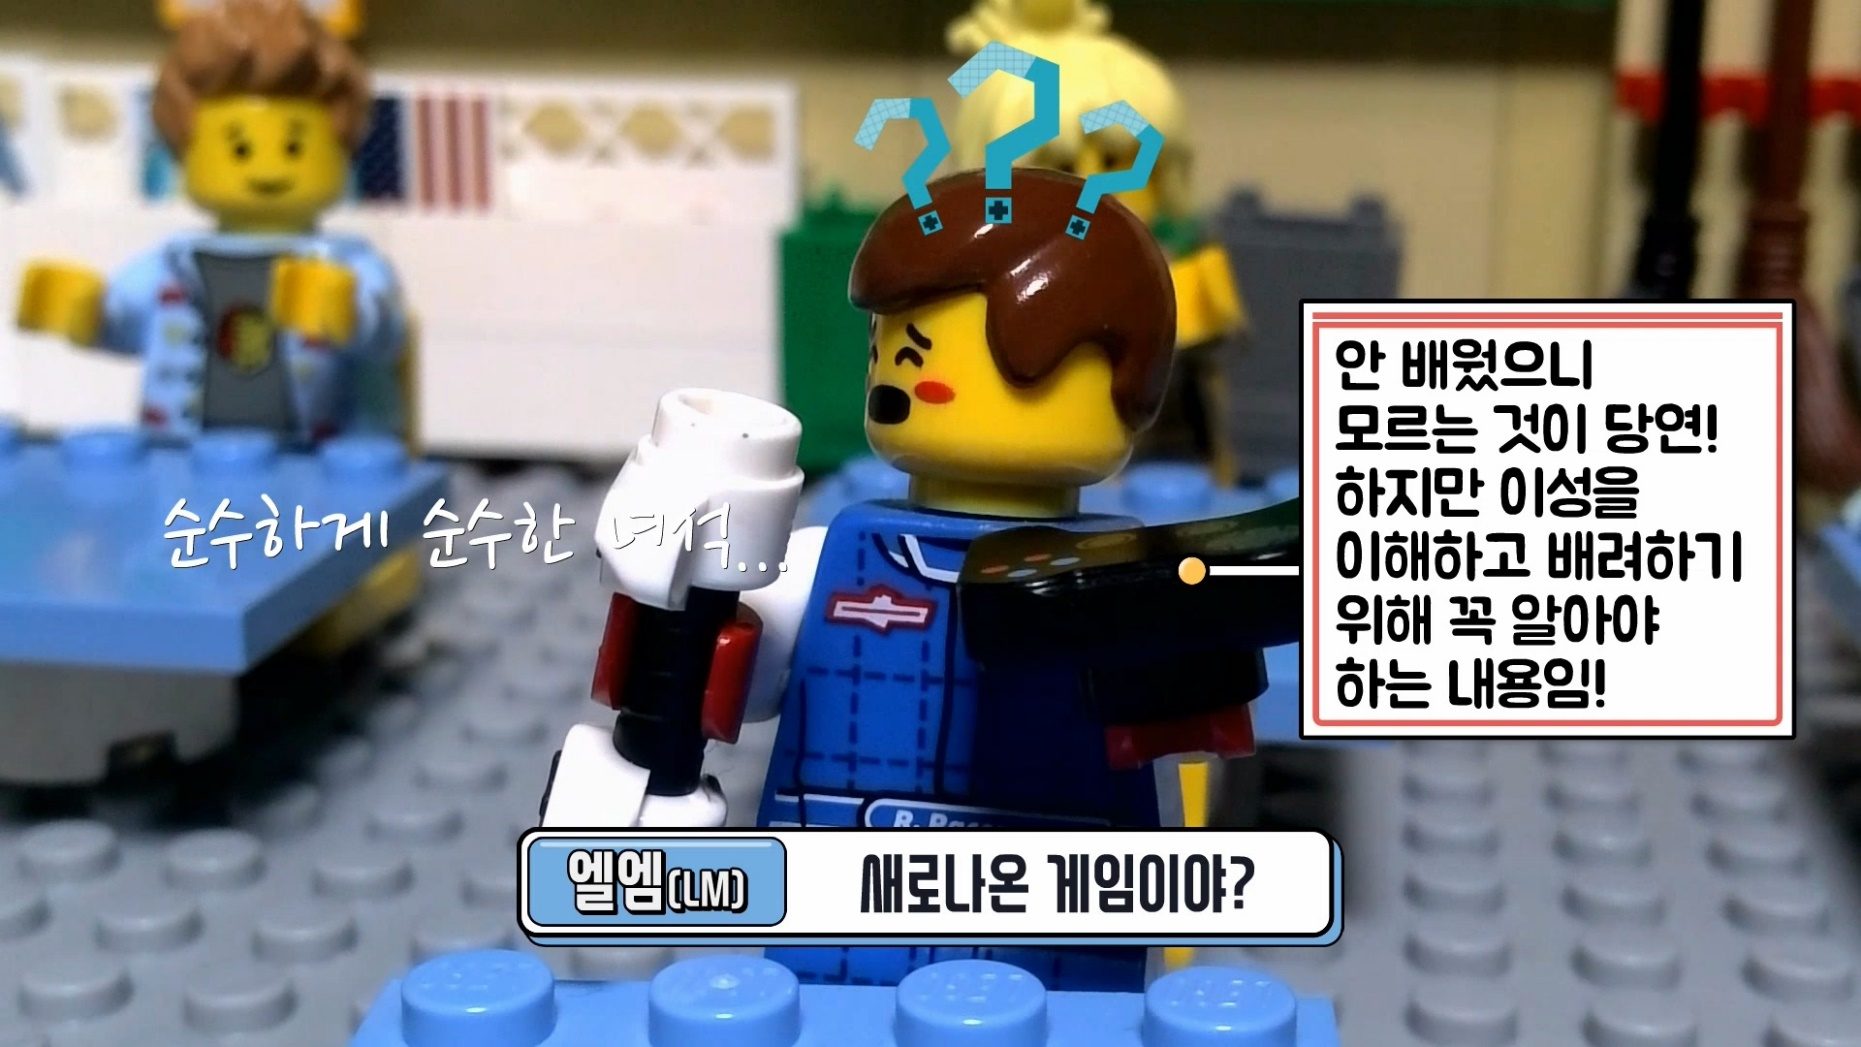 ???
안 배웠으니
모르는 것이 당연!
하지만 이성을
이해하고 배려하기
위해 꼭 알아야
하는 내용임!
순수하게 순수한 녀석...
엘엠(LM) 새로나온 게임이야?